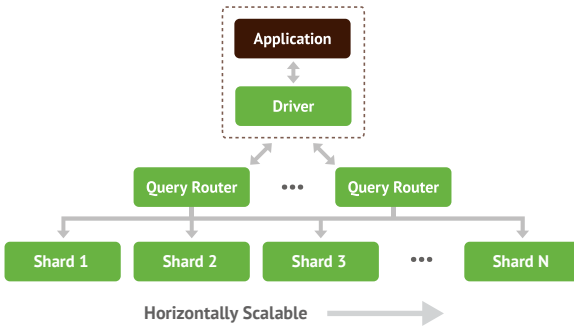 Application
Driver
Query Router
•••
Query Router
Shard 1
Shard 2
Shard 3
•••
Shard N
Horizontally Scalable